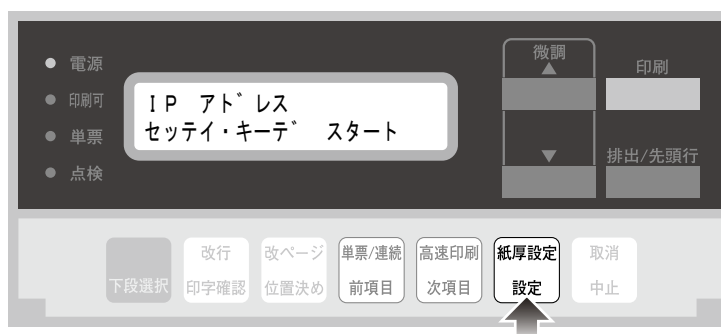 電源
印刷可
単票
点検
IP アドレス
セッテイ・キーデ スタート
微調
▲
▼
印刷
排出/先頭行
下段選択
改行
印字確認
改ページ
位置決め
単票/連続
前項目
高速印刷
次項目
紙厚設定
設定
取消
中止